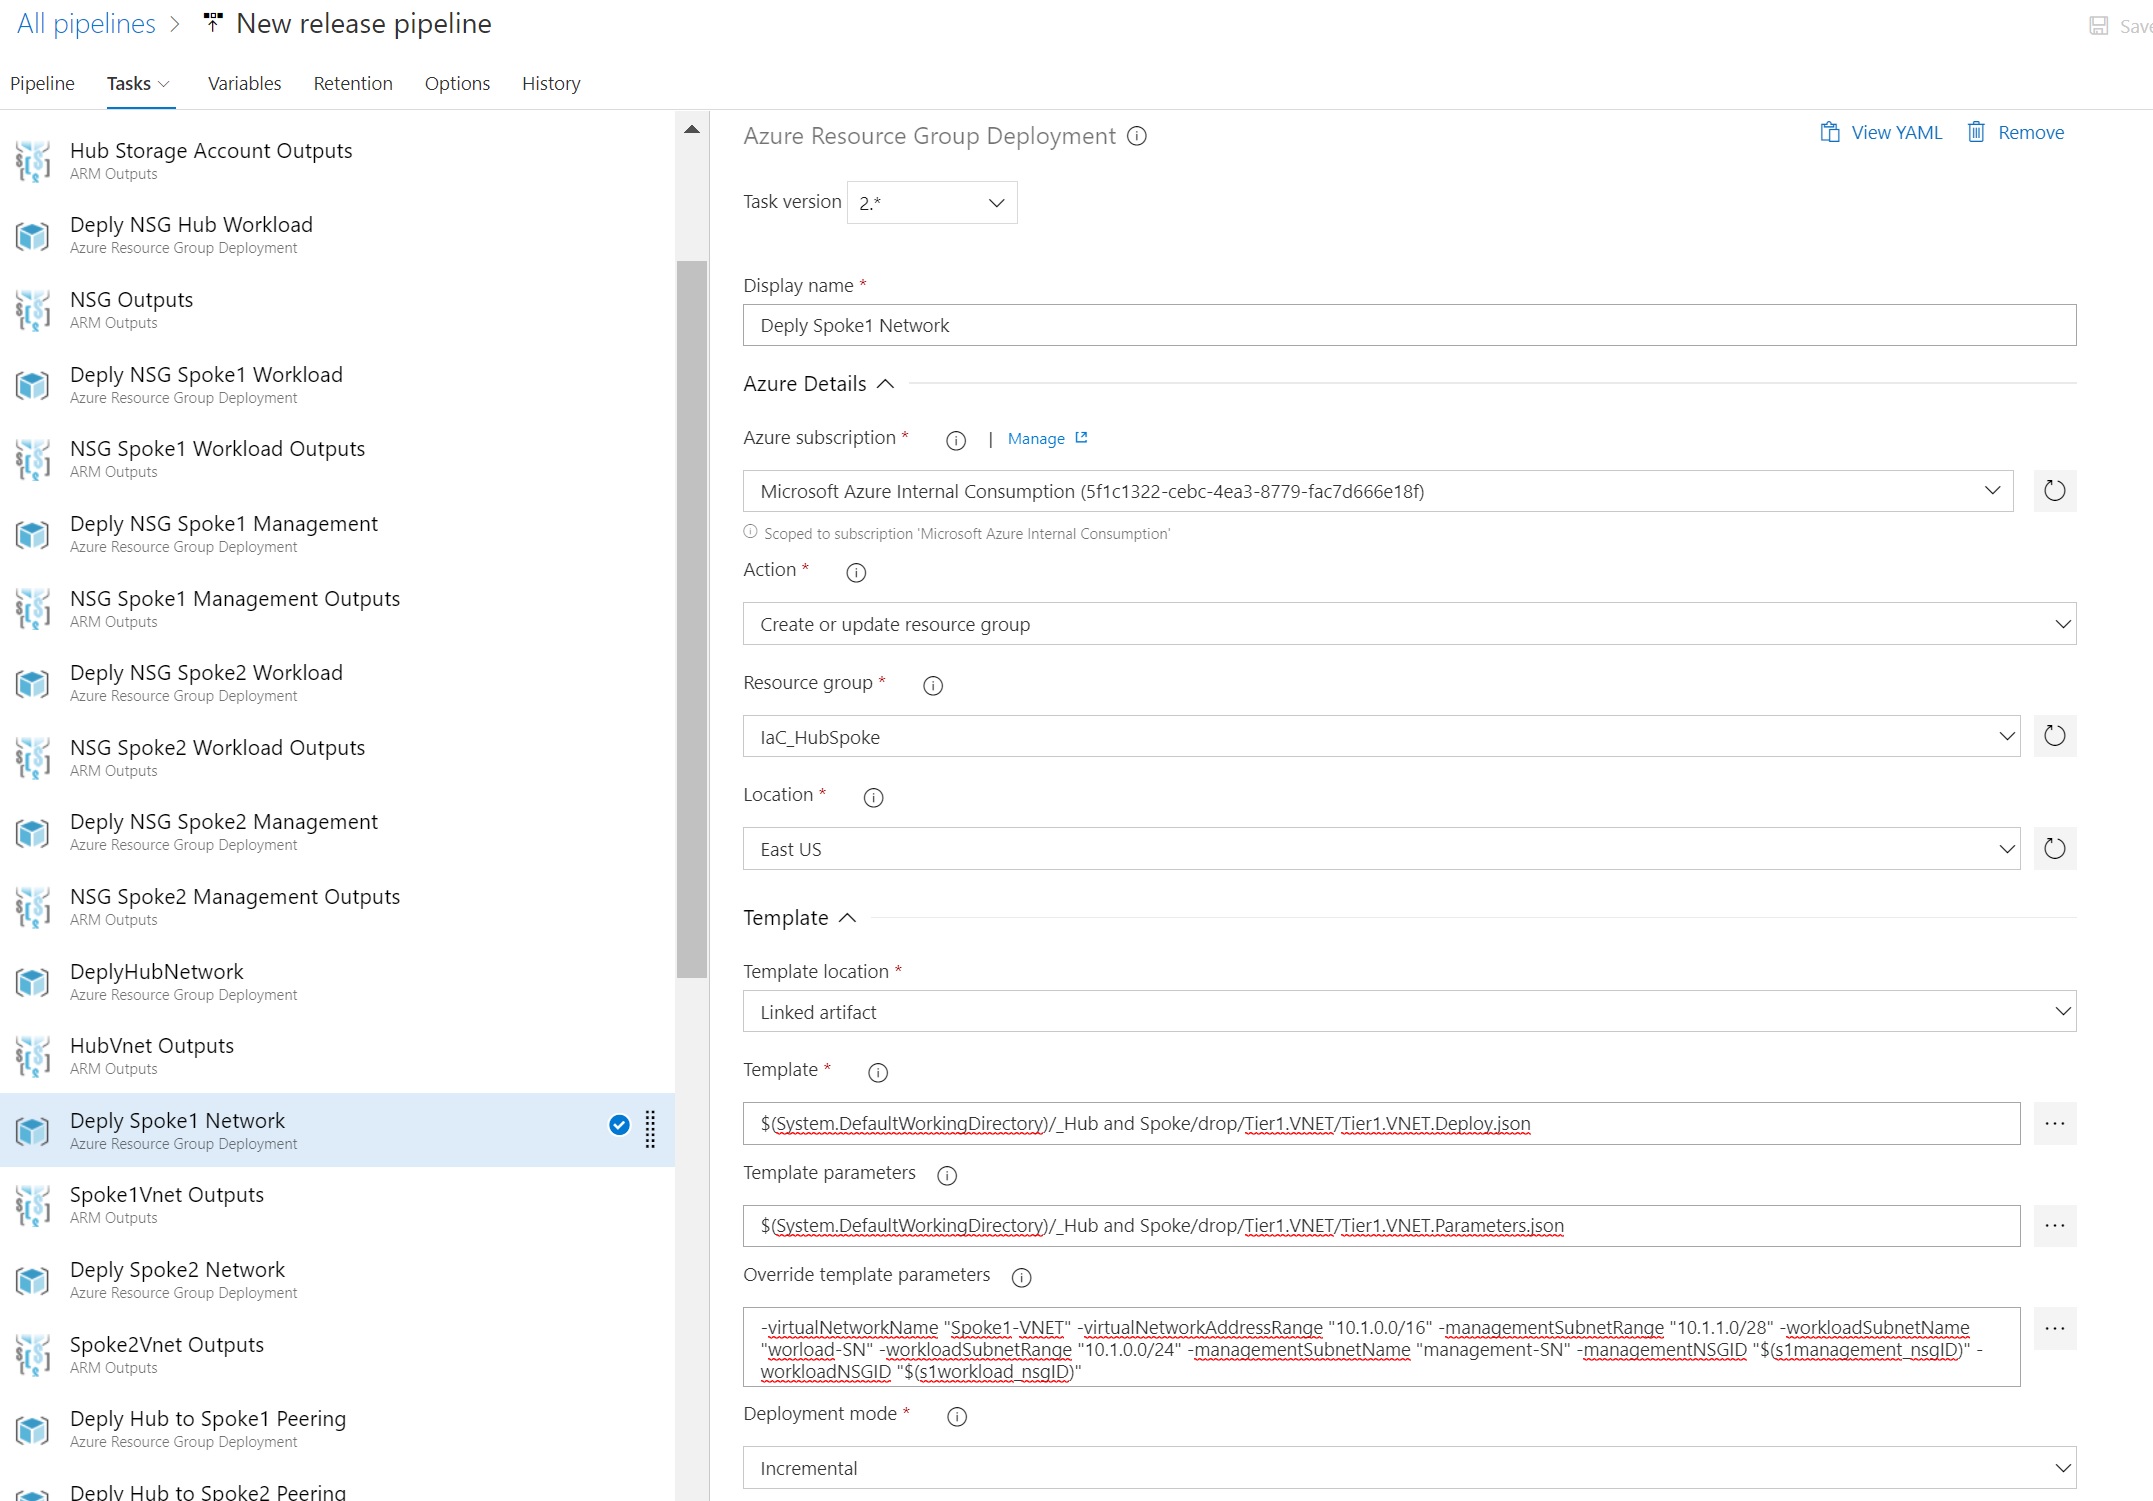 All pipelines > New release pipeline
Save
Pipeline Tasks Variables Retention Options History
Hub Storage Account Outputs
ARM Outputs
Deply NSG Hub Workload
Azure Resource Group Deployment
NSG Outputs
ARM Outputs
Deply NSG Spoke1 Workload
Azure Resource Group Deployment
NSG Spoke1 Workload Outputs
ARM Outputs
Deply NSG Spoke1 Management
Azure Resource Group Deployment
NSG Spoke1 Management Outputs
ARM Outputs
Deply NSG Spoke2 Workload
Azure Resource Group Deployment
NSG Spoke2 Workload Outputs
ARM Outputs
Deply NSG Spoke2 Management
Azure Resource Group Deployment
NSG Spoke2 Management Outputs
ARM Outputs
DeplyHubNetwork
Azure Resource Group Deployment
HubVnet Outputs
ARM Outputs
Deply Spoke1 Network
Azure Resource Group Deployment
Spoke1Vnet Outputs
ARM Outputs
Deply Spoke2 Network
Azure Resource Group Deployment
Spoke2Vnet Outputs
ARM Outputs
Deply Hub to Spoke1 Peering
Azure Resource Group Deployment
Deply Hub to Spoke2 Peering
Azure Resource Group Deployment
View YAML Remove
Task version 2.*
Display name *
Deply Spoke1 Network
Azure Details
Azure subscription * | Manage
Microsoft Azure Internal Consumption (5f1c1322-cebc-4ea3-8779-fac7d666e18f)
Scoped to subscription 'Microsoft Azure Internal Consumption'
Action *
Create or update resource group
Resource group *
IaC_HubSpoke
Location *
East US
Template
Template location *
Linked artifact
Template *
$(System.DefaultWorkingDirectory)/_Hub and Spoke/drop/Tier1.VNET/Tier1.VNET.Deploy.json
Template parameters
$(System.DefaultWorkingDirectory)/_Hub and Spoke/drop/Tier1.VNET/Tier1.VNET.Parameters.json
Override template parameters
-virtualNetworkName "Spoke1-VNET" -virtualNetworkAddressRange "10.1.0.0/16" -managementSubnetRange "10.1.1.0/28" -workloadSubnetName
"worload-SN" -workloadSubnetRange "10.1.0.0/24" -managementSubnetName "management-SN" -managementNSGID "$(s1management_nsgID)" -
workloadNSGID "$(s1workload_nsgID)"
Deployment mode *
Incremental